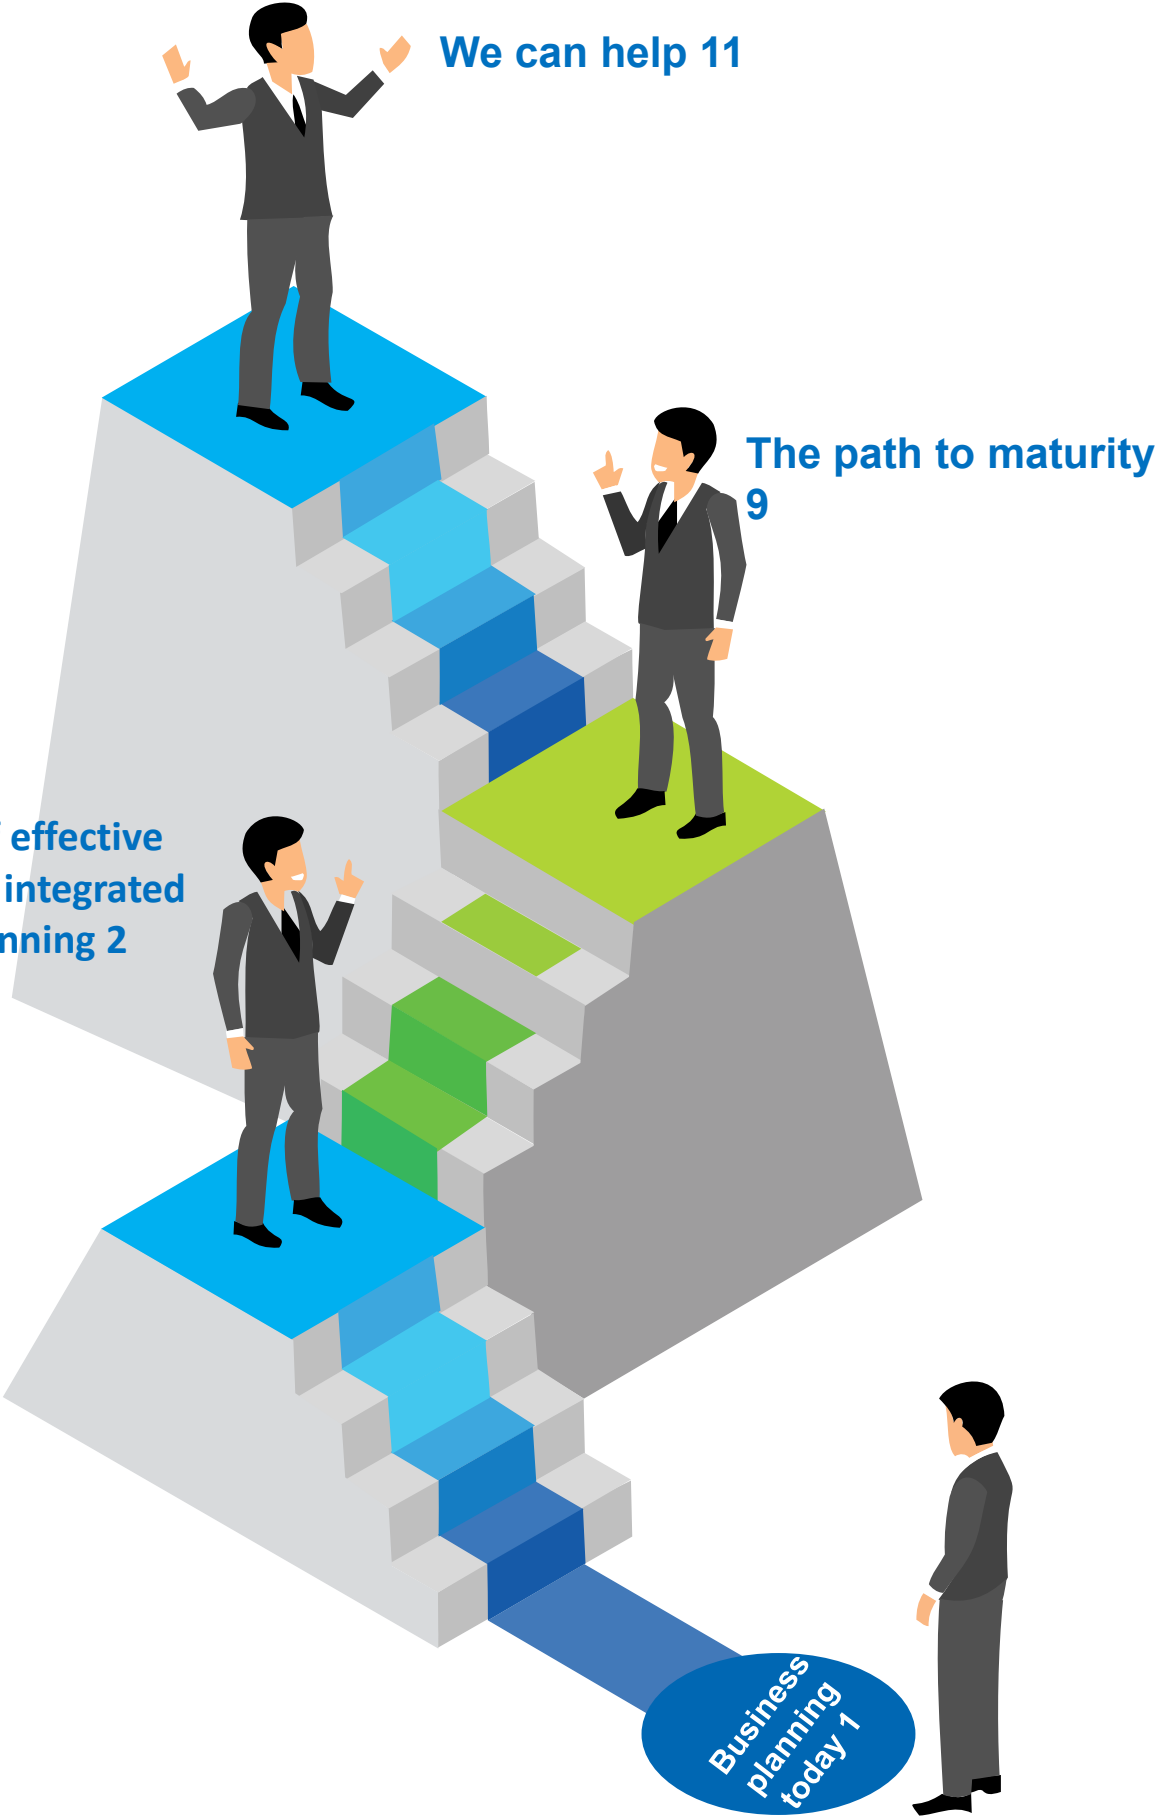 We can help 11
The path to maturity
9
effective
integrated
nning 2
Business
planning
today 1